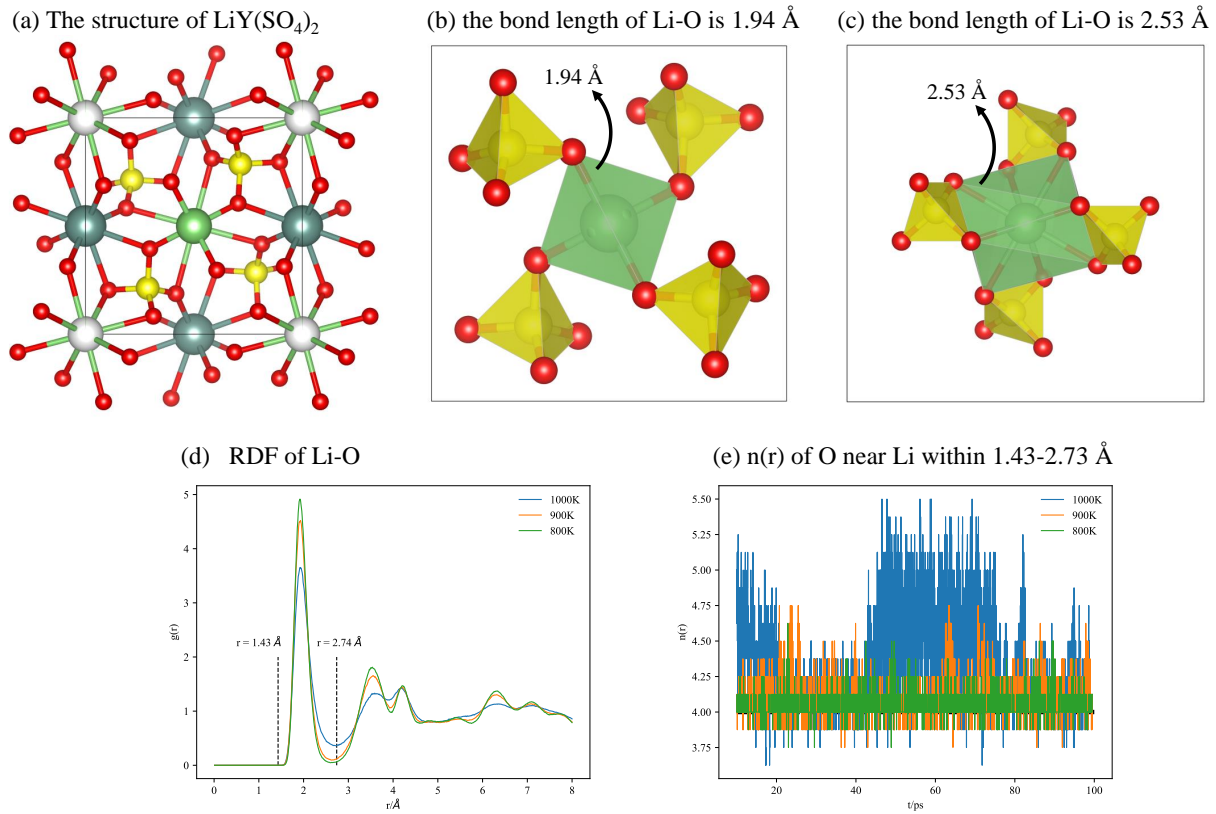 (a) The structure of LiY(SO4)2
(b) the bond length of Li-O is 1.94 Å
(c) the bond length of Li-O is 2.53 Å
1.94 Å
2.53 Å
(d) RDF of Li-O
5
4
3
2
1
0
g(r)
r = 1.43 Å
r = 2.74 Å
1000K
900K
800K
0 1 2 3 4 5 6 7 8
r/Å
(e) n(r) of O near Li within 1.43-2.73 Å
5.50
5.25
5.00
4.75
4.50
4.25
4.00
3.75
n(r)
1000K
900K
800K
20 40 60 80 100
t/ps